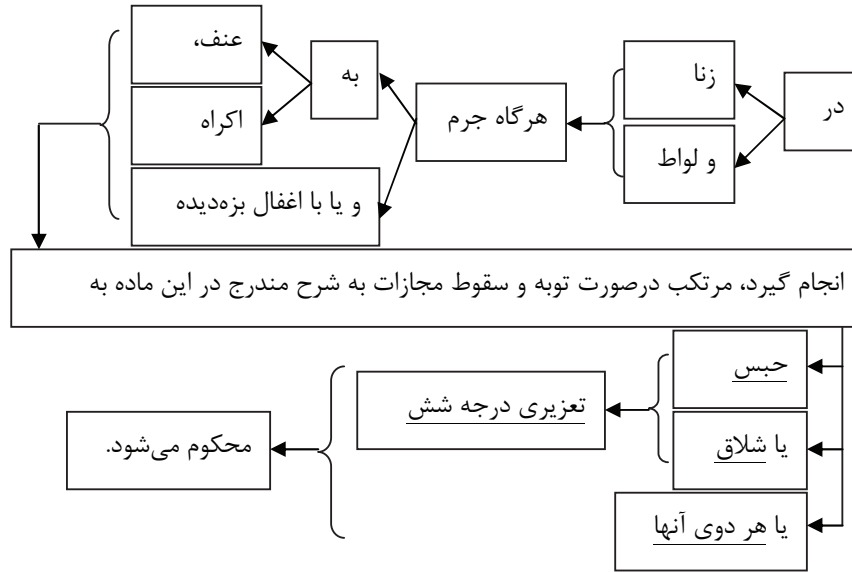 در
زنا
و لواط
هرگاه جرم
به
عنف،
اکراه
و یا با اغفال بزه‌دیده
انجام گیرد، مرتکب درصورت توبه و سقوط مجازات به شرح مندرج در این ماده به
حبس
یا شلاق
تعزیری درجه شش
یا هر دوی آنها
محکوم می‌شود.